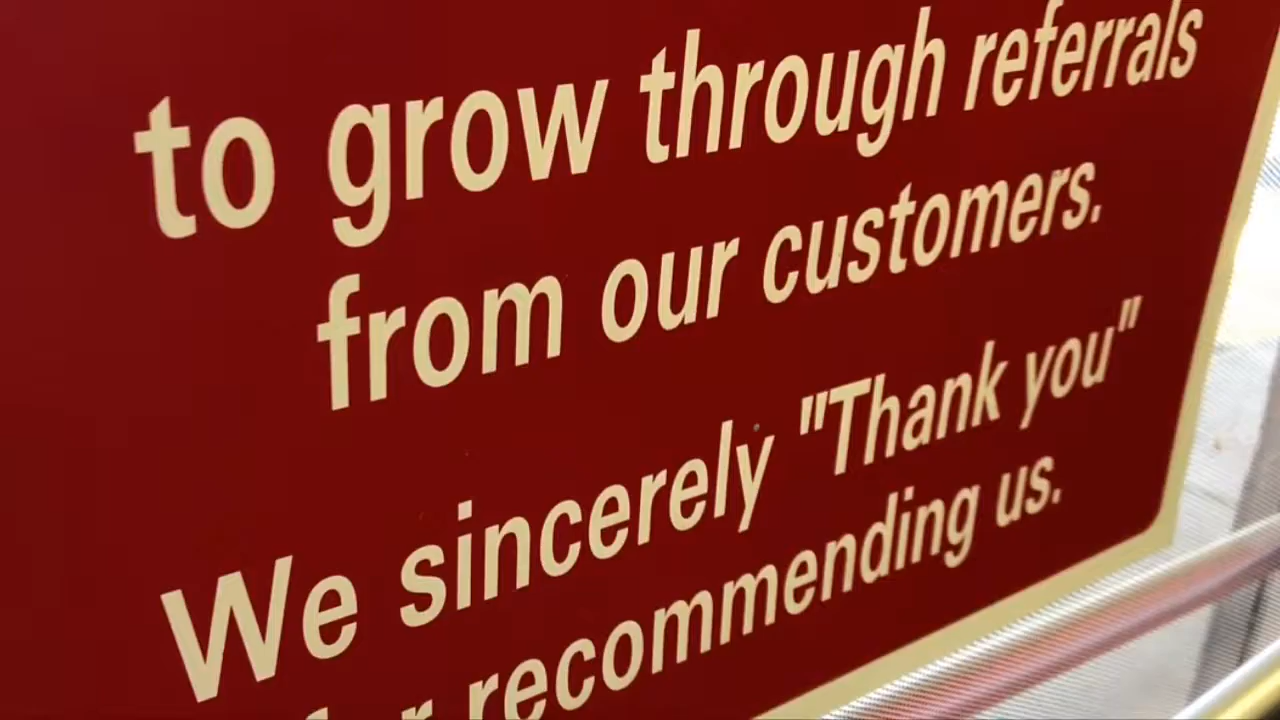 to grow through referrals
from our customers.
We sincerely "Thank you"
recommending us.